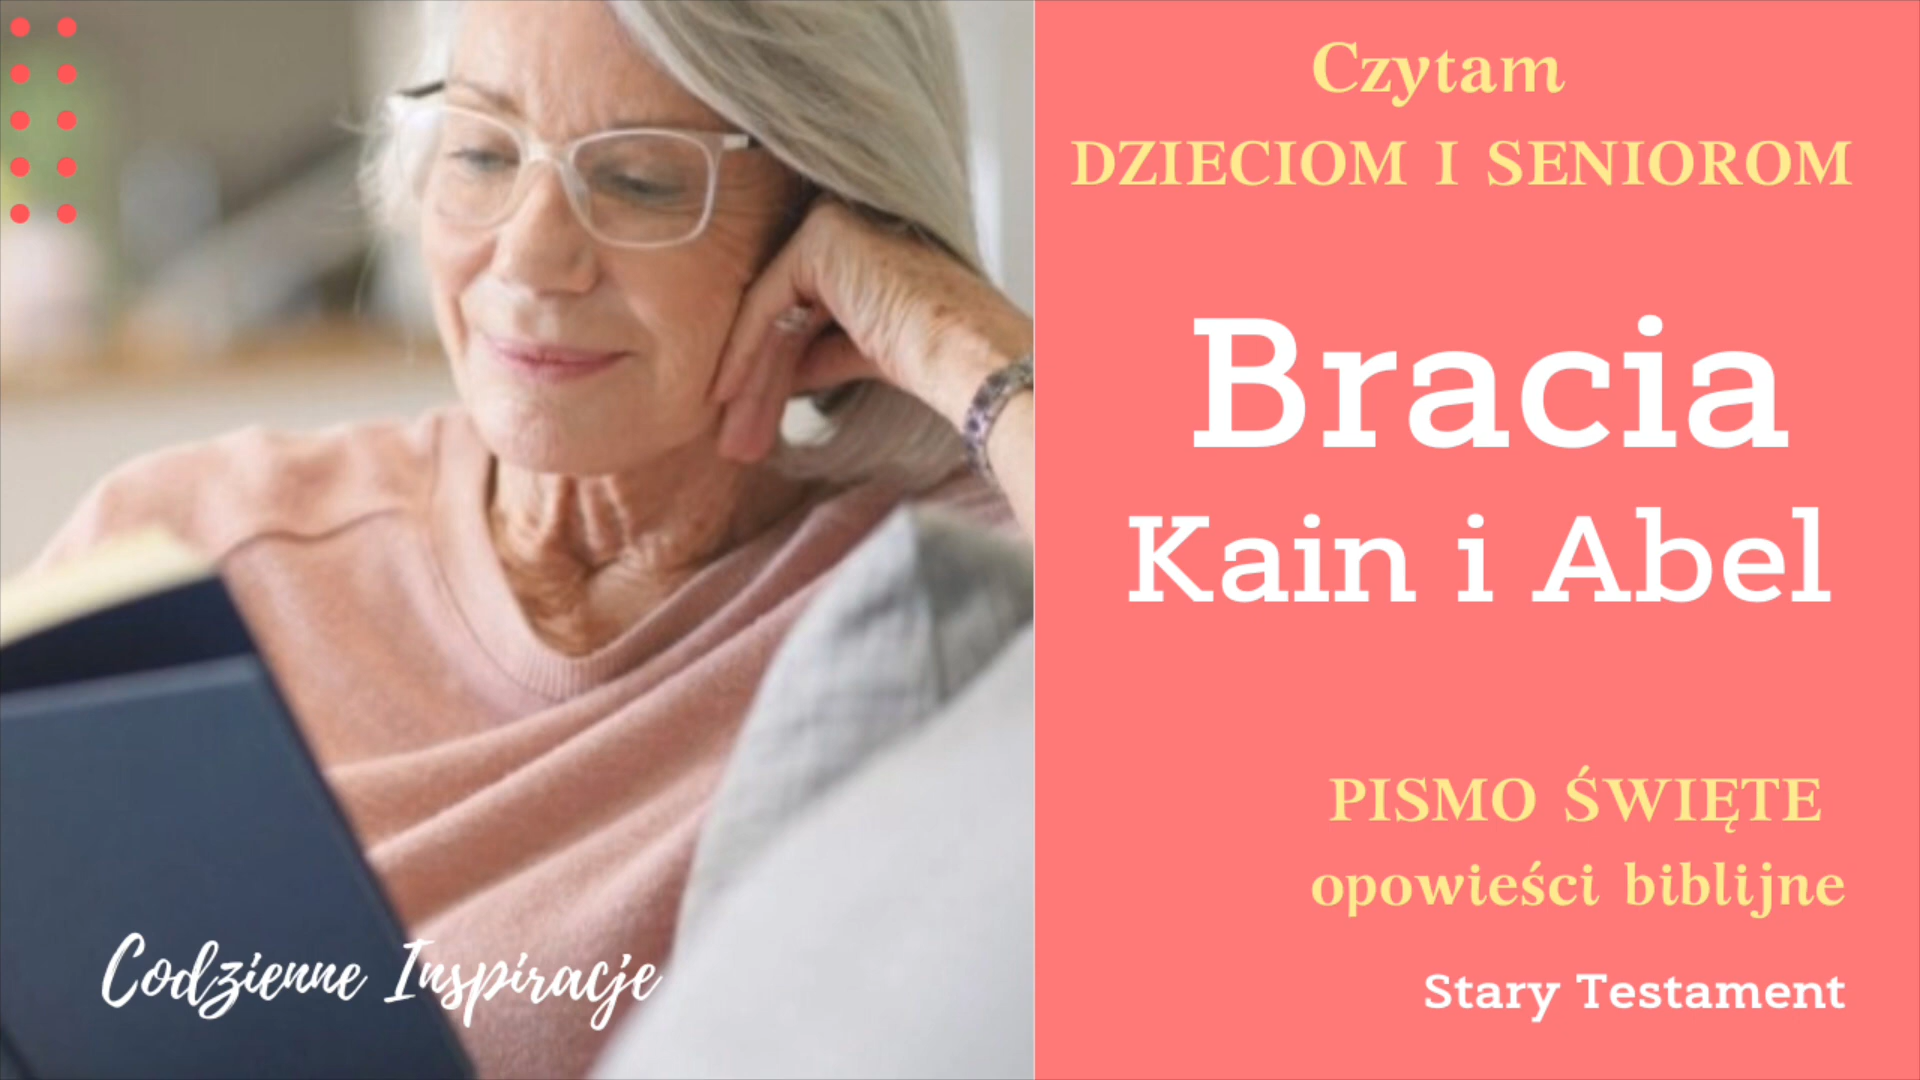 Czytam
DZIECIOM I SENIOROM
Bracia
Kain i Abel
PISMO ŚWIĘTE
opowieści biblijne
Stary Testament
Codzienne Inspiracje